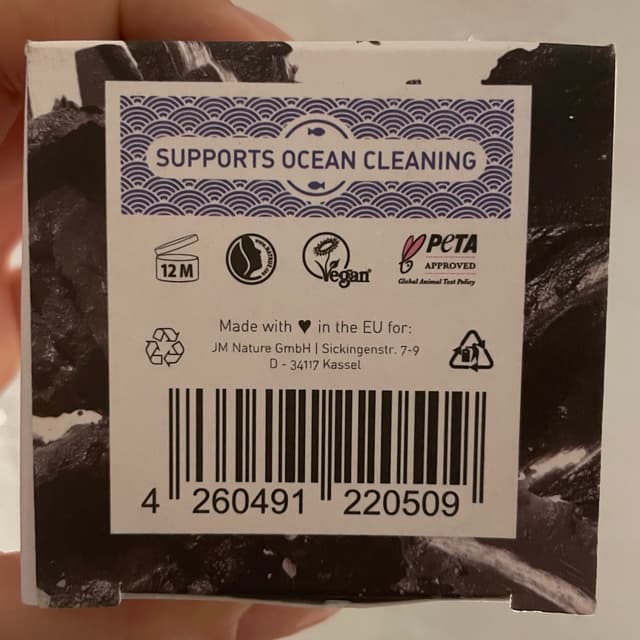 SUPPORTS OCEAN CLEANING
12 M
Vegan
PETA
APPROVED
Global Animal Test Policy
Made with ♥ in the EU for:
JM Nature GmbH | Sickingenstr. 7-9
D - 34117 Kassel
4 260491 220509